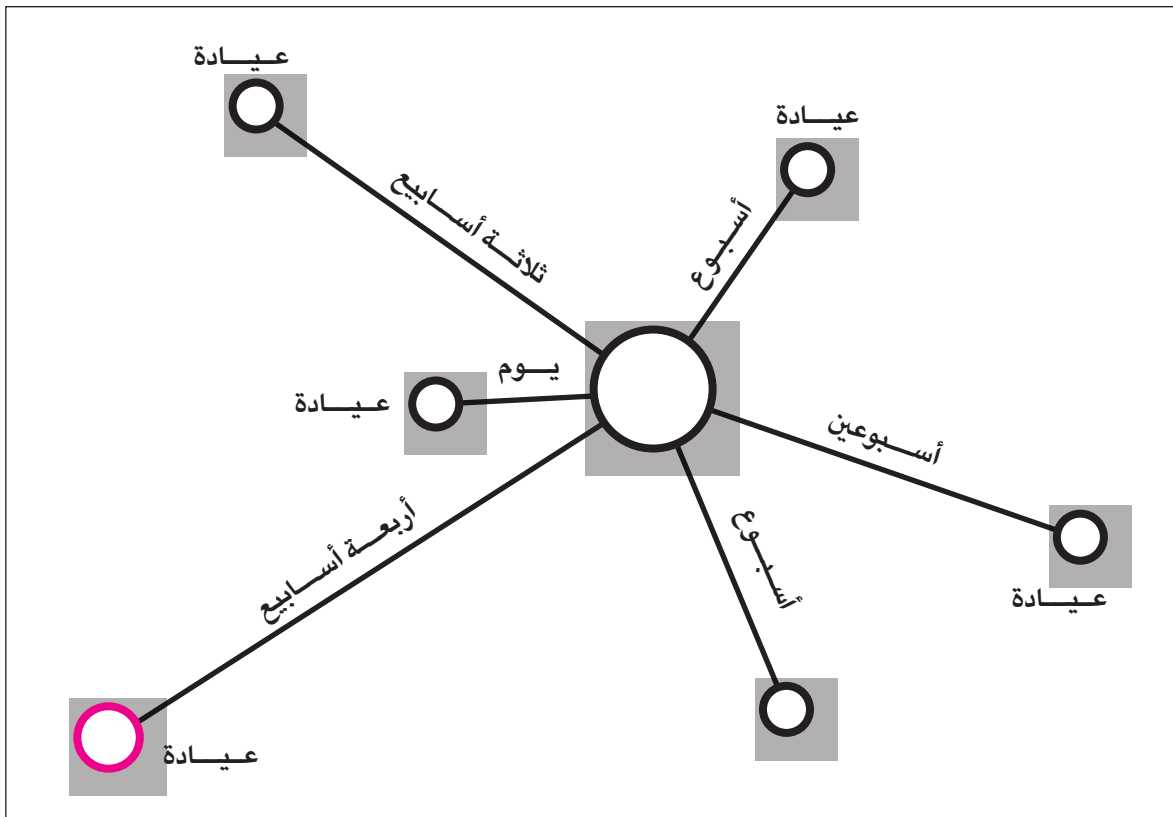 عيادة
عيادة
ثلاثة أسابيع
أسبوع
يوم
عيادة
أسبوعين
أربعة أسابيع
أسبوع
عيادة
عيادة